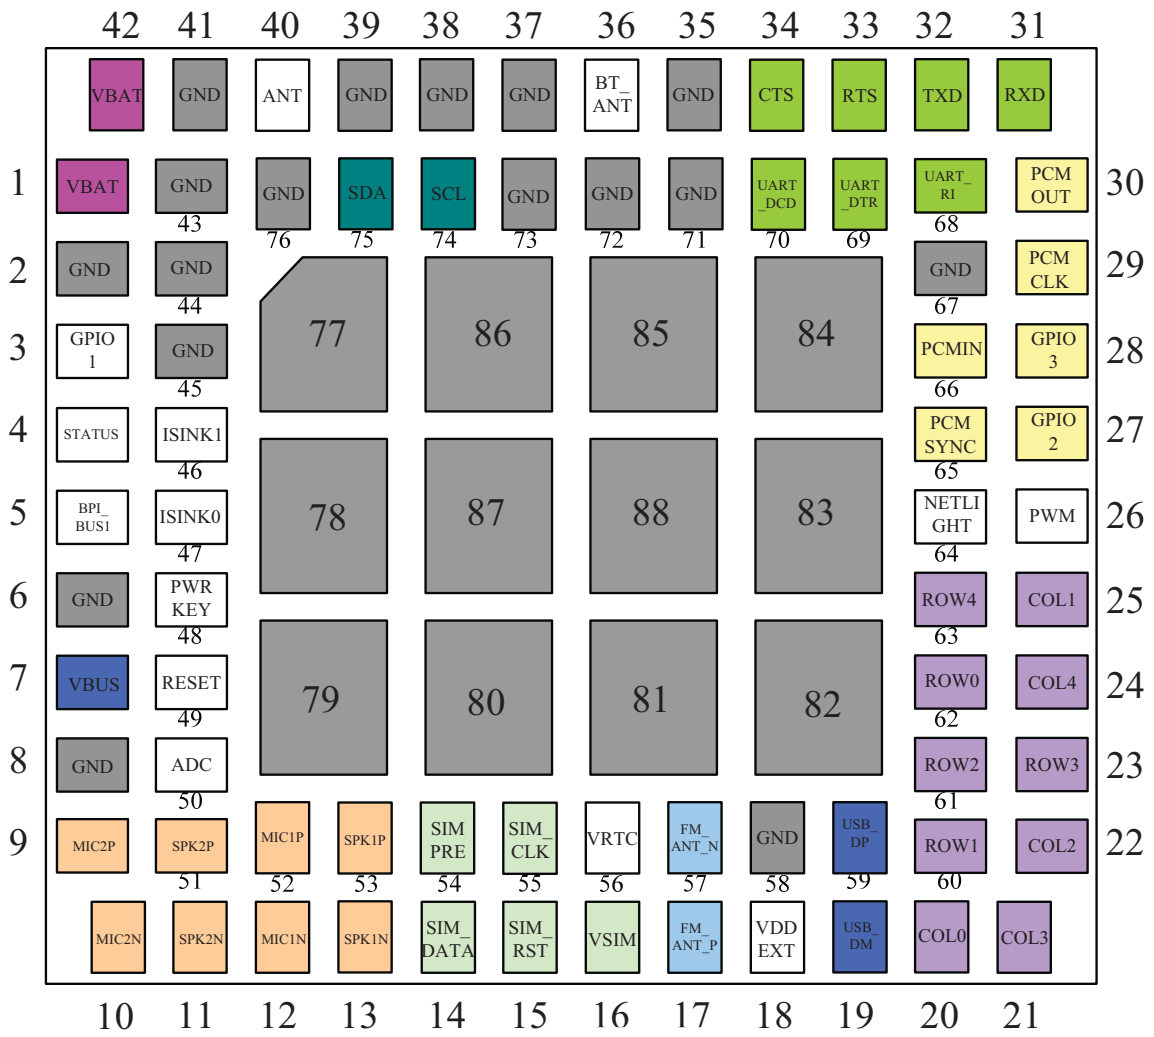 42 41 40 39 38 37 36 35 34 33 32 31
VBAT GND ANT GND GND GND BT_ GND CTS RTS TXD RXD
ANT
1 VBAT GND GND SDA SCL GND GND GND UART UART UART_ PCM 30
_DCD _DTR RI OUT
43 76 75 74 73 72 71 70 69 68
2 GND GND 77 86 85 84 GND PCM 29
CLK
44 67
3 GPIO GND PCMIN GPIO 28
1 3
45 66
4 STATUS ISINK1 PCM GPIO 27
SYNC 2
46 65
5 BPI_ ISINK0 78 87 88 83 NETLI PWM 26
BUS1 GHT
47 64
6 GND PWR ROW4 COL1 25
KEY
48 63
7 VBUS RESET 79 80 81 82 ROW0 COL4 24
49 62
8 GND ADC ROW2 ROW3 23
50 61
9 MIC2P SPK2P MIC1P SPK1P SIM SIM_ VRTC FM_ GND USB_ ROW1 COL2 22
PRE CLK ANT_N DP
51 52 53 54 55 56 57 58 59 60
MIC2N SPK2N MIC1N SPK1N SIM_ SIM_ VSIM FM_ VDD USB_ COL0 COL3
DATA RST ANT_P EXT DM
10 11 12 13 14 15 16 17 18 19 20 21